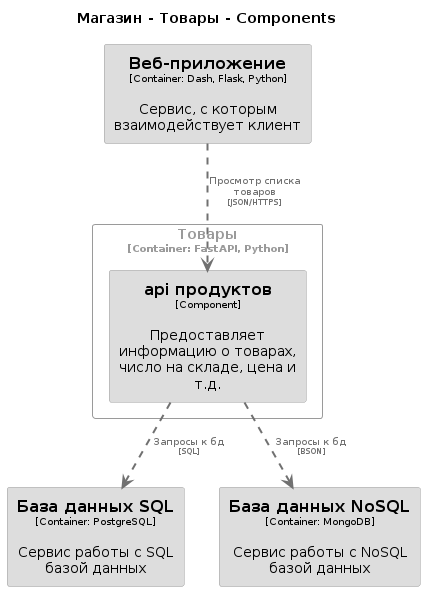 Магазин - Товары - Components
Веб-приложение
[Container: Dash, Flask, Python]
Сервис, с которым
взаимодействует клиент
Просмотр списка
товаров
[JSON/HTTPS]
Товары
[Container: FastAPI, Python]
api продуктов
[Component]
Предоставляет
информацию о товарах,
число на складе, цена и
т.д.
Запросы к бд
[SQL]
Запросы к бд
[BSON]
База данных SQL
[Container: PostgreSQL]
Сервис работы с SQL
базой данных
База данных NoSQL
[Container: MongoDB]
Сервис работы с NoSQL
базой данных